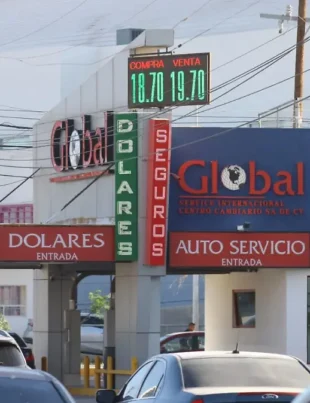 COMPRA VENTA
18.70 19.70
Global
DOLARES
SEGUROS
Global
SERVICIO INTERNACIONAL
CENTRO CAMBIARIO SA DE CV
DOLARES
ENTRADA
AUTO SERVICIO
ENTRADA